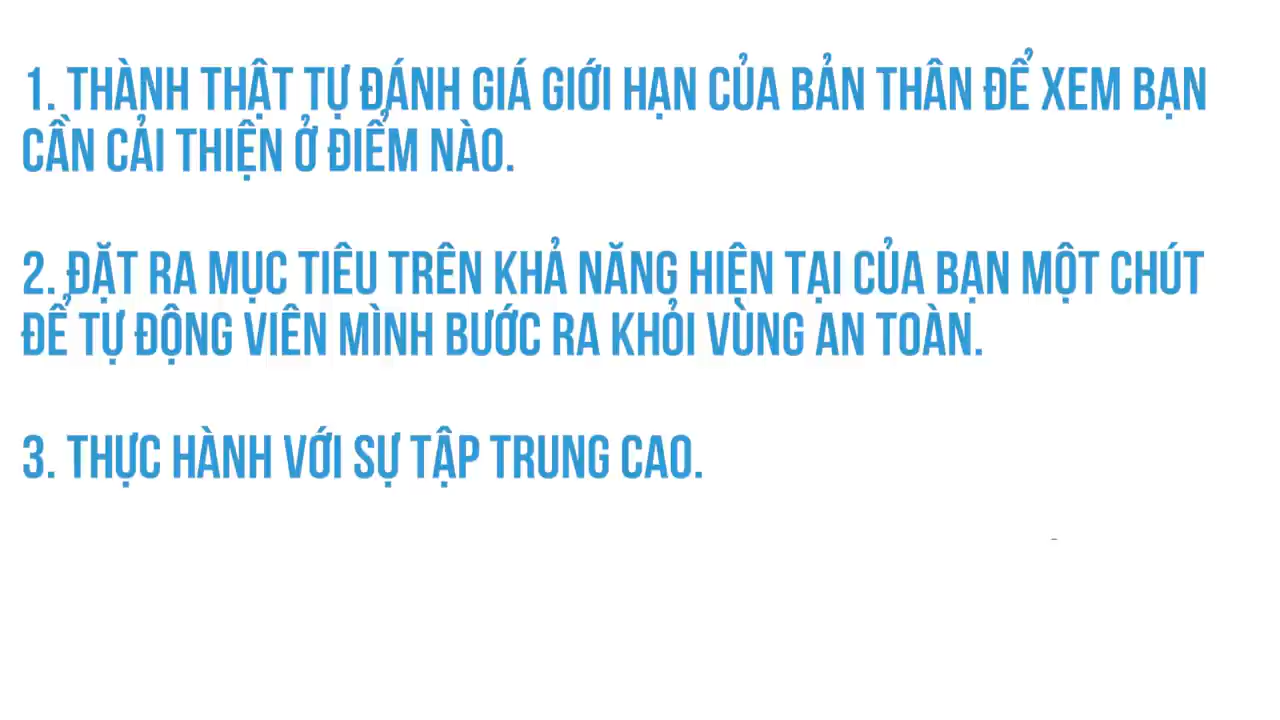 1. THÀNH THẬT TỰ ĐÁNH GIÁ GIỚI HẠN CỦA BẢN THÂN ĐỂ XEM BẠN
CẦN CẢI THIỆN Ở ĐIỂM NÀO.
2. ĐẶT RA MỤC TIÊU TRÊN KHẢ NĂNG HIỆN TẠI CỦA BẠN MỘT CHÚT
ĐỂ TỰ ĐỘNG VIÊN MÌNH BƯỚC RA KHỎI VÙNG AN TOÀN.
3. THỰC HÀNH VỚI SỰ TẬP TRUNG CAO.